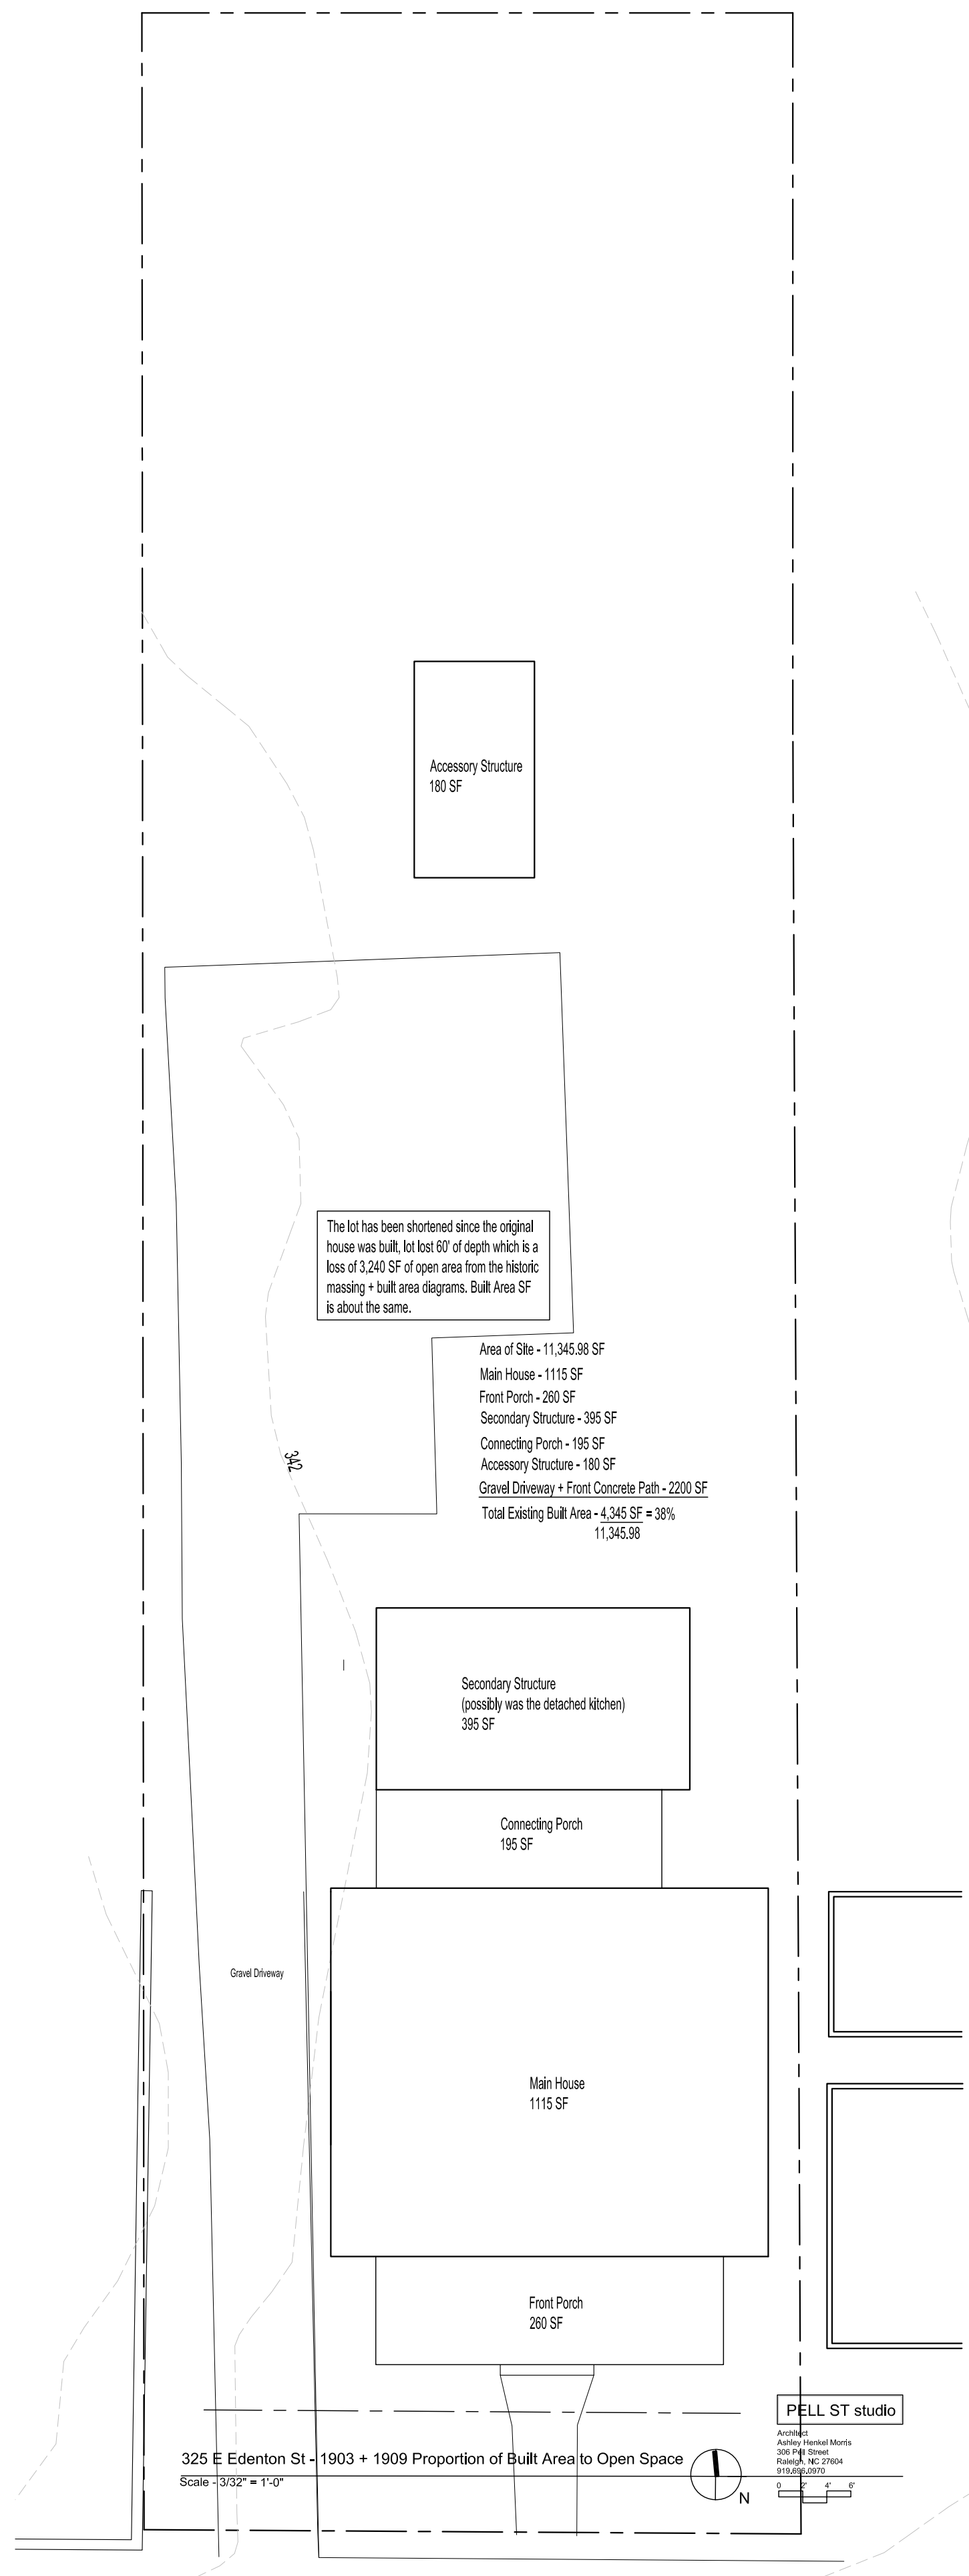 Accessory Structure
180 SF
The lot has been shortened since the original
house was built, lot lost 60' of depth which is a
loss of 3,240 SF of open area from the historic
massing + built area diagrams. Built Area SF
is about the same.
Area of Site - 11,345.98 SF
Main House - 1115 SF
Front Porch - 260 SF
Secondary Structure - 395 SF
Connecting Porch - 195 SF
Accessory Structure - 180 SF
Gravel Driveway + Front Concrete Path - 2200 SF
Total Existing Built Area - 4,345 SF = 38%
11,345.98
342
Secondary Structure
(possibly was the detached kitchen)
395 SF
Connecting Porch
195 SF
Gravel Driveway
Main House
1115 SF
Front Porch
260 SF
325 E Edenton St - 1903 + 1909 Proportion of Built Area to Open Space
Scale - 3/32" = 1'-0"
N
PELL ST studio
Architect
Ashley Henkel Morris
306 Pell Street
Raleigh, NC 27604
919.696.0970
0 2' 4' 6'